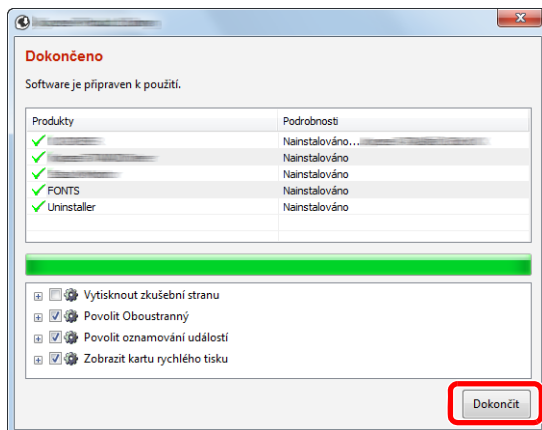 Dokončeno
Software je připraven k použití.
Produkty Podrobnosti
Nainstalováno...
Nainstalováno
Nainstalováno
FONTS Nainstalováno
Uninstaller Nainstalováno
Vytisknout zkušební stranu
Povolit Oboustranný
Povolit oznamování událostí
Zobrazit kartu rychlého tisku
Dokončit